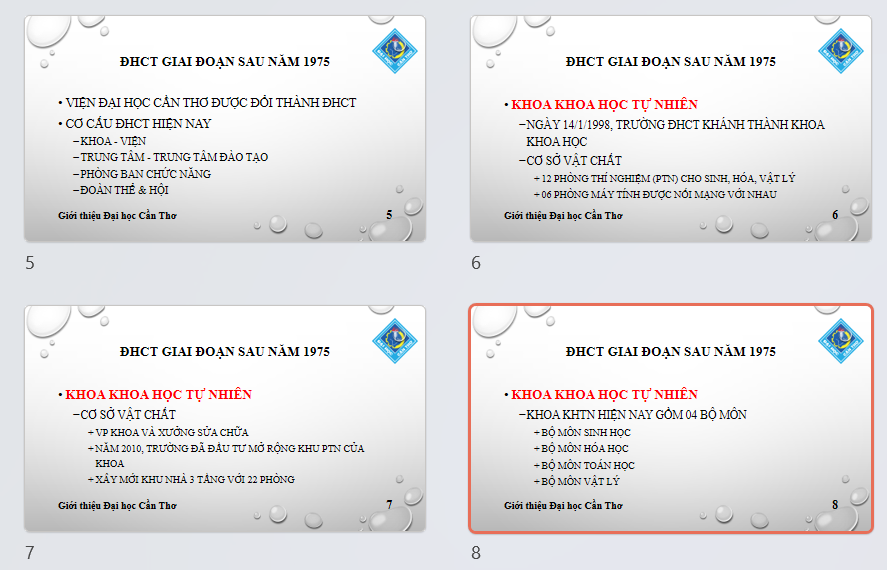 ĐHCT GIAI ĐOẠN SAU NĂM 1975
• VIỆN ĐẠI HỌC CẦN THƠ ĐƯỢC ĐỔI THÀNH ĐHCT
• CƠ CẤU ĐHCT HIỆN NAY
– KHOA - VIỆN
– TRUNG TÂM - TRUNG TÂM ĐÀO TẠO
– PHÒNG BAN CHỨC NĂNG
– ĐOÀN THỂ & HỘI
Giới thiệu Đại học Cần Thơ 5
5
ĐHCT GIAI ĐOẠN SAU NĂM 1975
• KHOA KHOA HỌC TỰ NHIÊN
– NGÀY 14/1/1998, TRƯỜNG ĐHCT KHÁNH THÀNH KHOA
KHOA HỌC
– CƠ SỞ VẬT CHẤT
+ 12 PHÒNG THÍ NGHIỆM (PTN) CHO SINH, HÓA, VẬT LÝ
+ 06 PHÒNG MÁY TÍNH ĐƯỢC NỐI MẠNG VỚI NHAU
Giới thiệu Đại học Cần Thơ 6
6
ĐHCT GIAI ĐOẠN SAU NĂM 1975
• KHOA KHOA HỌC TỰ NHIÊN
– CƠ SỞ VẬT CHẤT
+ VP KHOA VÀ XƯỞNG SỬA CHỮA
+ NĂM 2010, TRƯỜNG ĐÃ ĐẦU TƯ MỞ RỘNG KHU PTN CỦA
KHOA
+ XÂY MỚI KHU NHÀ 3 TẦNG VỚI 22 PHÒNG
Giới thiệu Đại học Cần Thơ 7
7
ĐHCT GIAI ĐOẠN SAU NĂM 1975
• KHOA KHOA HỌC TỰ NHIÊN
– KHOA KHTN HIỆN NAY GỒM 04 BỘ MÔN
+ BỘ MÔN SINH HỌC
+ BỘ MÔN HÓA HỌC
+ BỘ MÔN TOÁN HỌC
+ BỘ MÔN VẬT LÝ
Giới thiệu Đại học Cần Thơ 8
8